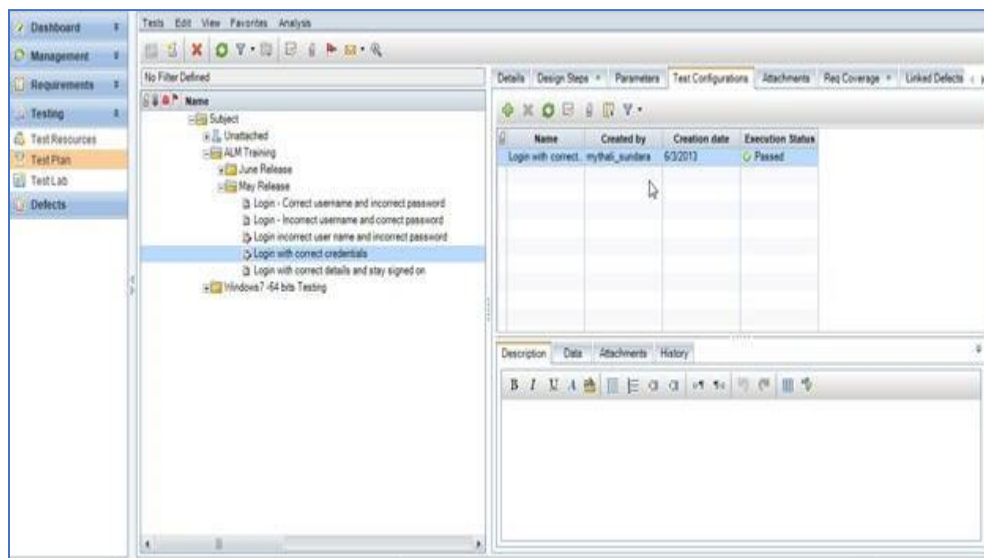 Dashboard
Management
Requirements
Testing
Test Resources
Test Plan
Test Lab
Defects
Tests Edit View Favorites Analysis
No Filter Defined
Name
Subject
Unattached
ALM Training
June Release
May Release
Login - Correct username and incorrect password
Login - Incorrect username and correct password
Login incorrect user name and incorrect password
Login with correct credentials
Login with correct details and stay signed on
Windows7 -64 bits Testing
Details Design Steps Parameters Test Configurations Attachments Req Coverage Linked Defects
Name Created by Creation date Execution Status
Login with correct. mythali_sundara 6/3/2013 Passed
Description Data Attachments History
B I U A